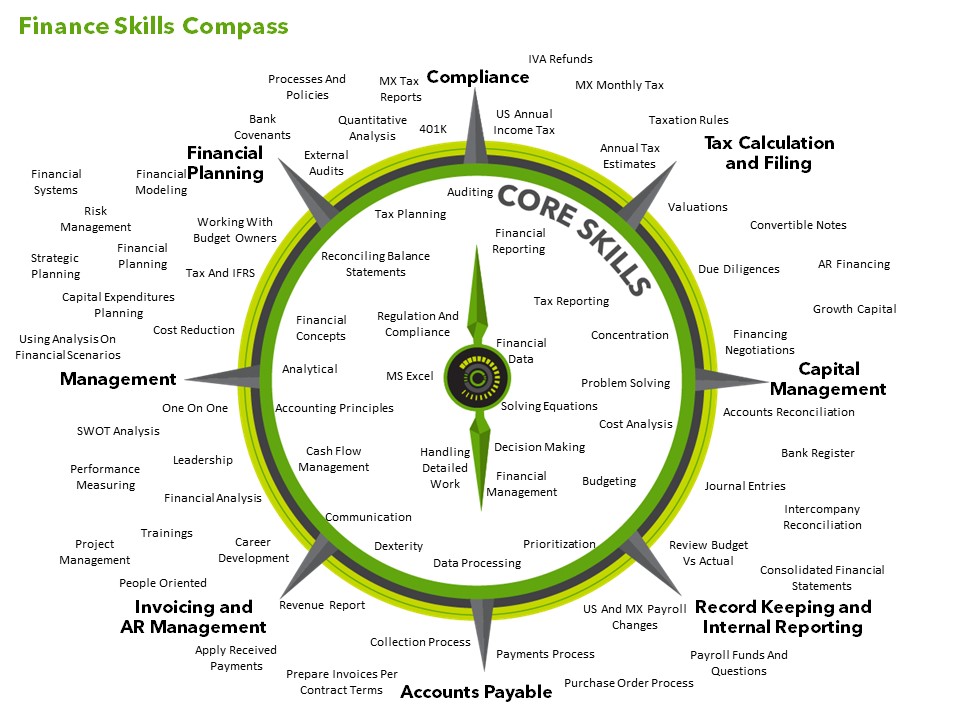 Finance Skills Compass
IVA Refunds
Compliance
Processes And
Policies
MX Tax
Reports
MX Monthly Tax
Bank
Covenants
Quantitative
Analysis
401K
US Annual
Income Tax
Taxation Rules
Financial
Planning
External
Audits
Annual Tax
Estimates
Tax Calculation
and Filing
Financial
Systems
Financial
Modeling
Auditing
CORE SKILLS
Risk
Management
Working With
Budget Owners
Tax Planning
Valuations
Convertible Notes
Financial
Reporting
Strategic
Planning
Financial
Planning
Tax And IFRS
Reconciling Balance
Statements
Due Diligences
AR Financing
Capital Expenditures
Planning
Tax Reporting
Growth Capital
Cost Reduction
Financial
Concepts
Regulation And
Compliance
Concentration
Financing
Negotiations
Using Analysis On
Financial Scenarios
Financial
Data
Management
Analytical
MS Excel
Problem Solving
Capital
Management
One On One
Accounting Principles
Solving Equations
Accounts Reconciliation
SWOT Analysis
Cost Analysis
Leadership
Cash Flow
Management
Handling
Detailed
Work
Decision Making
Bank Register
Performance
Measuring
Financial
Management
Budgeting
Journal Entries
Financial Analysis
Intercompany
Reconciliation
Communication
Trainings
Project
Management
Career
Development
Dexterity
Prioritization
Review Budget
Vs Actual
Data Processing
Consolidated Financial
Statements
People Oriented
Invoicing and
AR Management
Revenue Report
US And MX Payroll
Changes
Record Keeping and
Internal Reporting
Apply Received
Payments
Collection Process
Payments Process
Payroll Funds And
Questions
Prepare Invoices Per
Contract Terms
Accounts Payable
Purchase Order Process